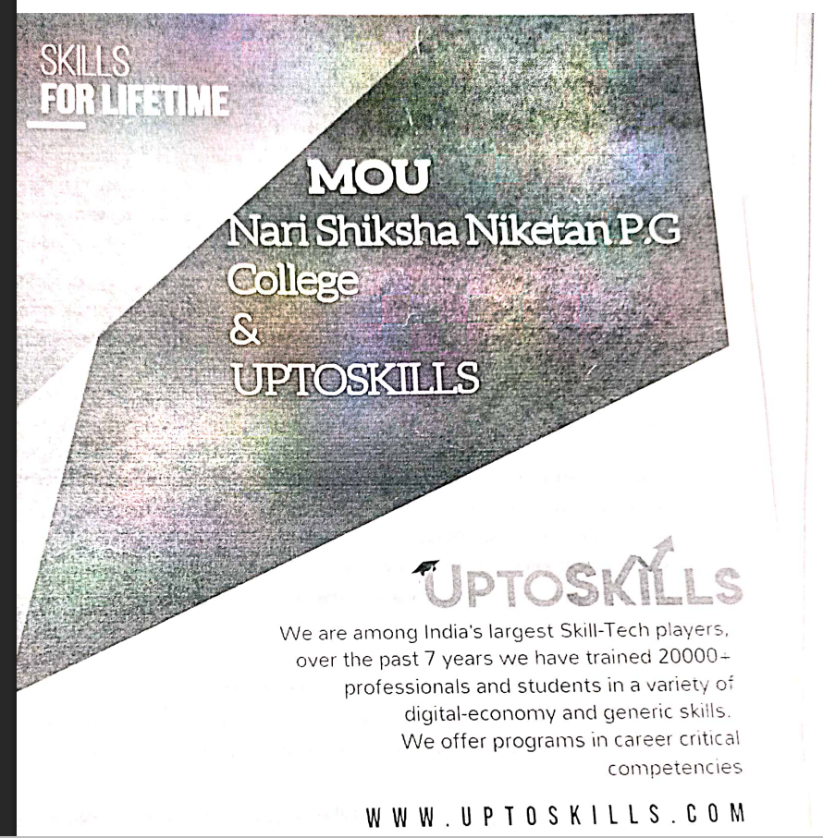 SKILLS
FOR LIFETIME
MOU
Nari Shiksha Niketan P.G
College
&
UPTOSKILLS
UPTOSKILLS
We are among India's largest Skill-Tech players,
over the past 7 years we have trained 20000+
professionals and students in a variety of
digital-economy and generic skills.
We offer programs in career critical
competencies
WWW.UPTOSKILLS.COM